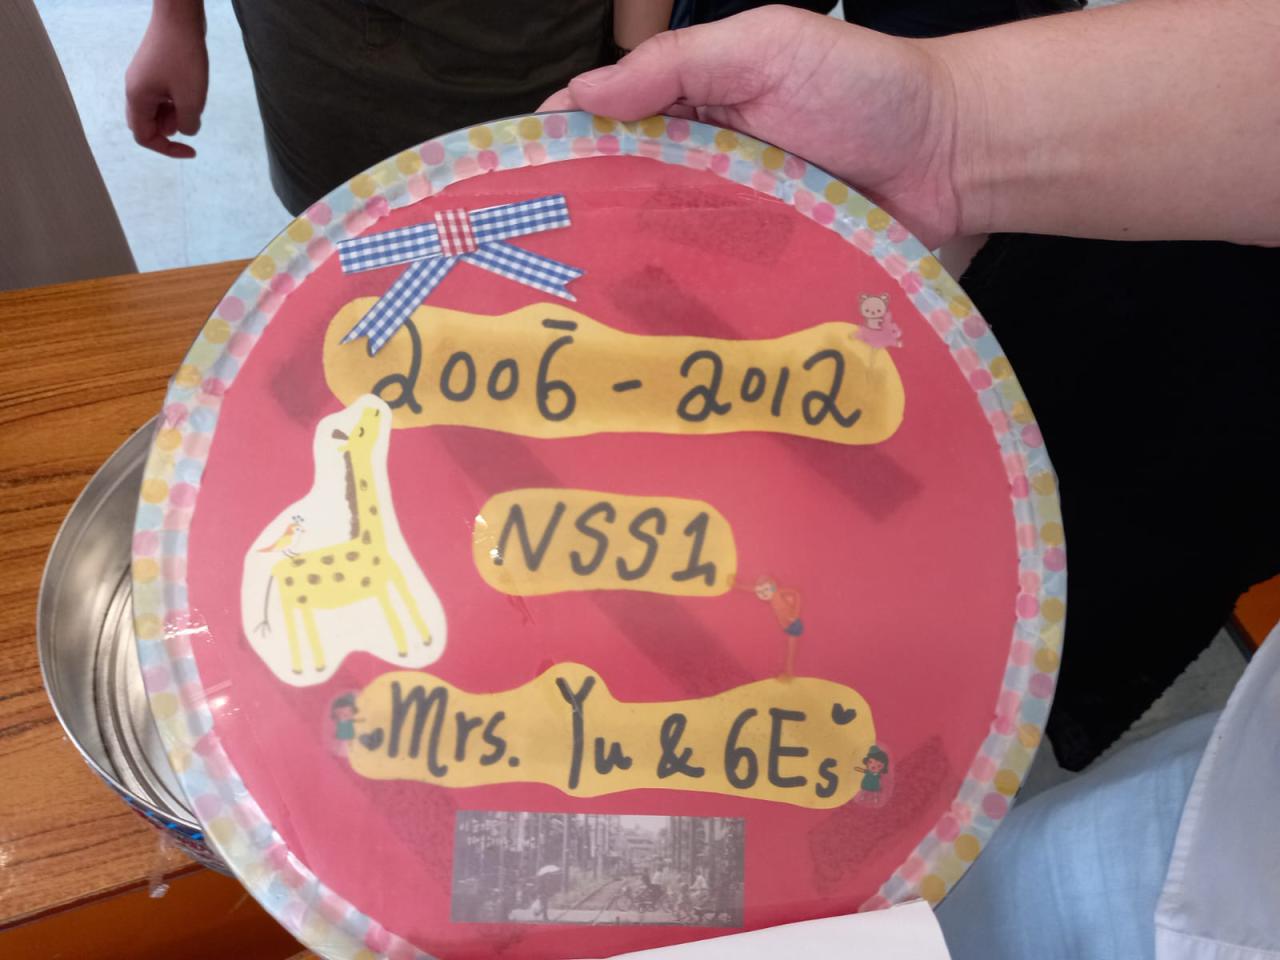 2006 - 2012
NSS1
Mrs. Yu & 6Es